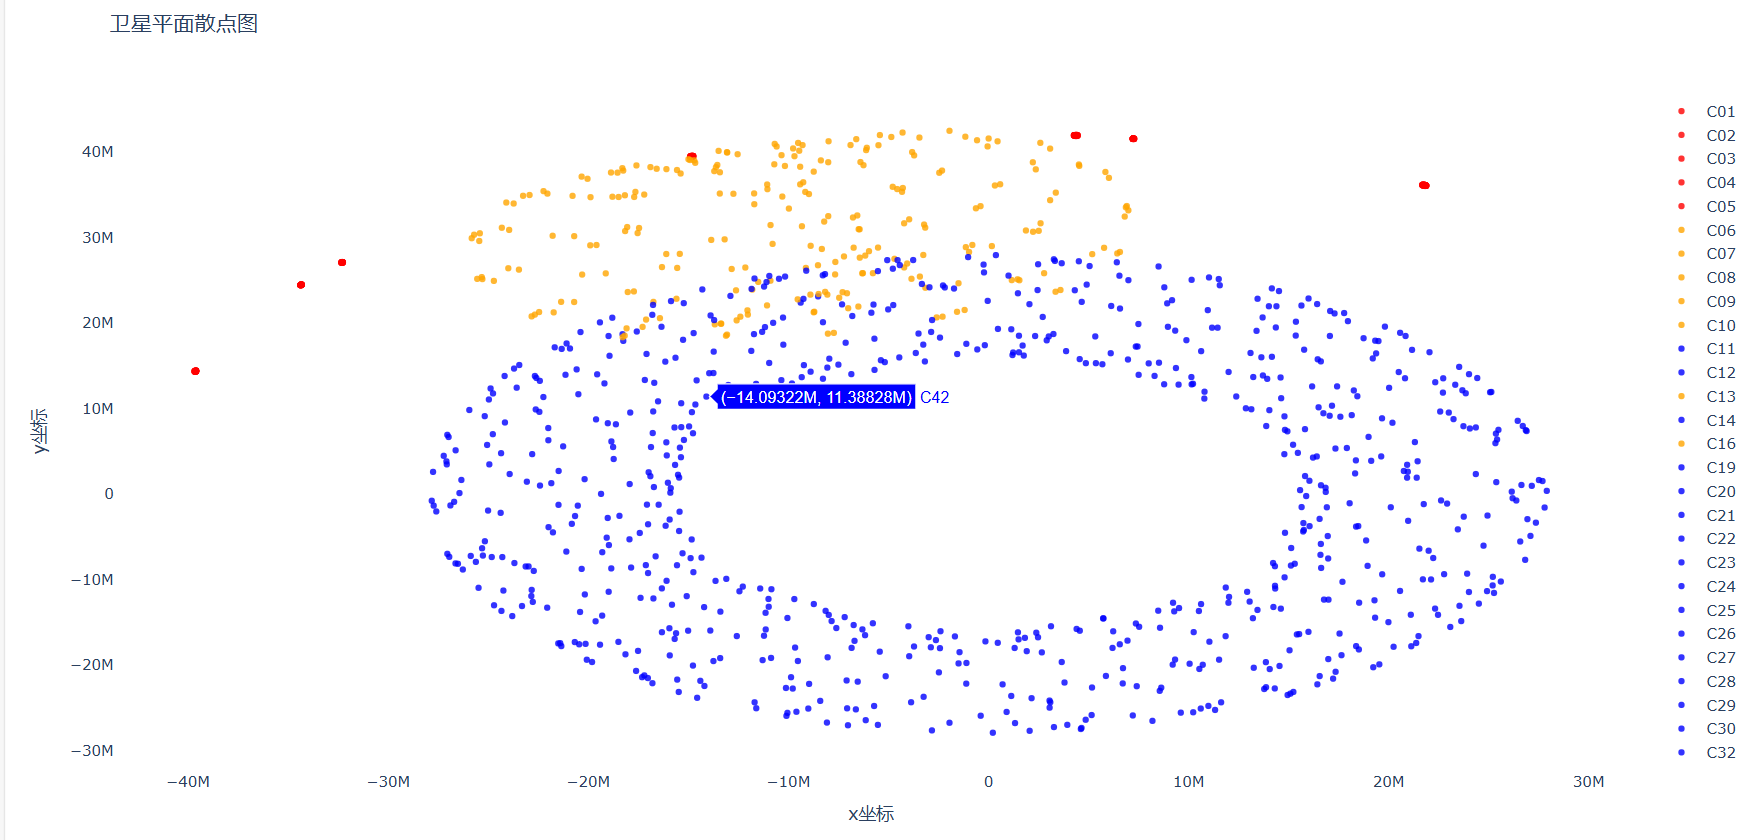 卫星平面散点图
40M
30M
20M
10M
0
−10M
−20M
−30M
y坐标
−40M
−30M
−20M
−10M
0
10M
20M
30M
x坐标
(−14.09322M, 11.38828M) C42
C01
C02
C03
C04
C05
C06
C07
C08
C09
C10
C11
C12
C13
C14
C16
C19
C20
C21
C22
C23
C24
C25
C26
C27
C28
C29
C30
C32